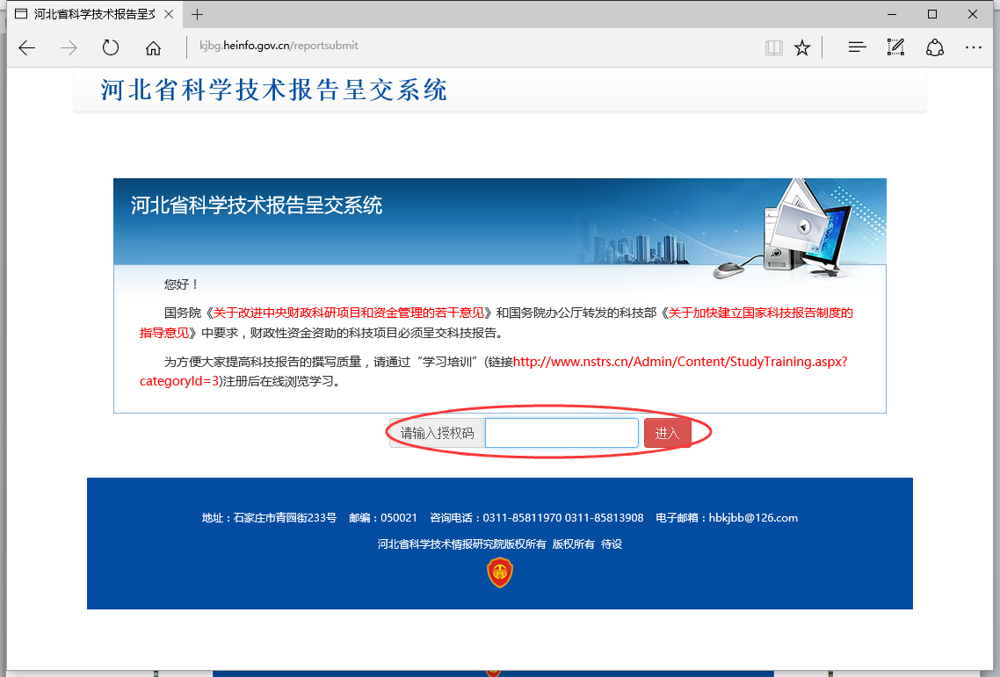 河北省科学技术报告呈交
kjbg.heinfo.gov.cn/reportsubmit
河北省科学技术报告呈交系统
河北省科学技术报告呈交系统
您好！
国务院《关于改进中央财政科研项目和资金管理的若干意见》和国务院办公厅转发的科技部《关于加快建立国家科技报告制度的
指导意见》中要求，财政性资金资助的科技项目必须呈交科技报告。
为方便大家提高科技报告的撰写质量，请通过“学习培训”(链接http://www.nstrs.cn/Admin/Content/StudyTraining.aspx?
categoryId=3)注册后在线浏览学习。
请输入授权码 进入
地址：石家庄市青园街233号 邮编：050021 咨询电话：0311-85811970 0311-85813908 电子邮箱：hbkjbb@126.com
河北省科学技术情报研究院版权所有 版权所有 待设